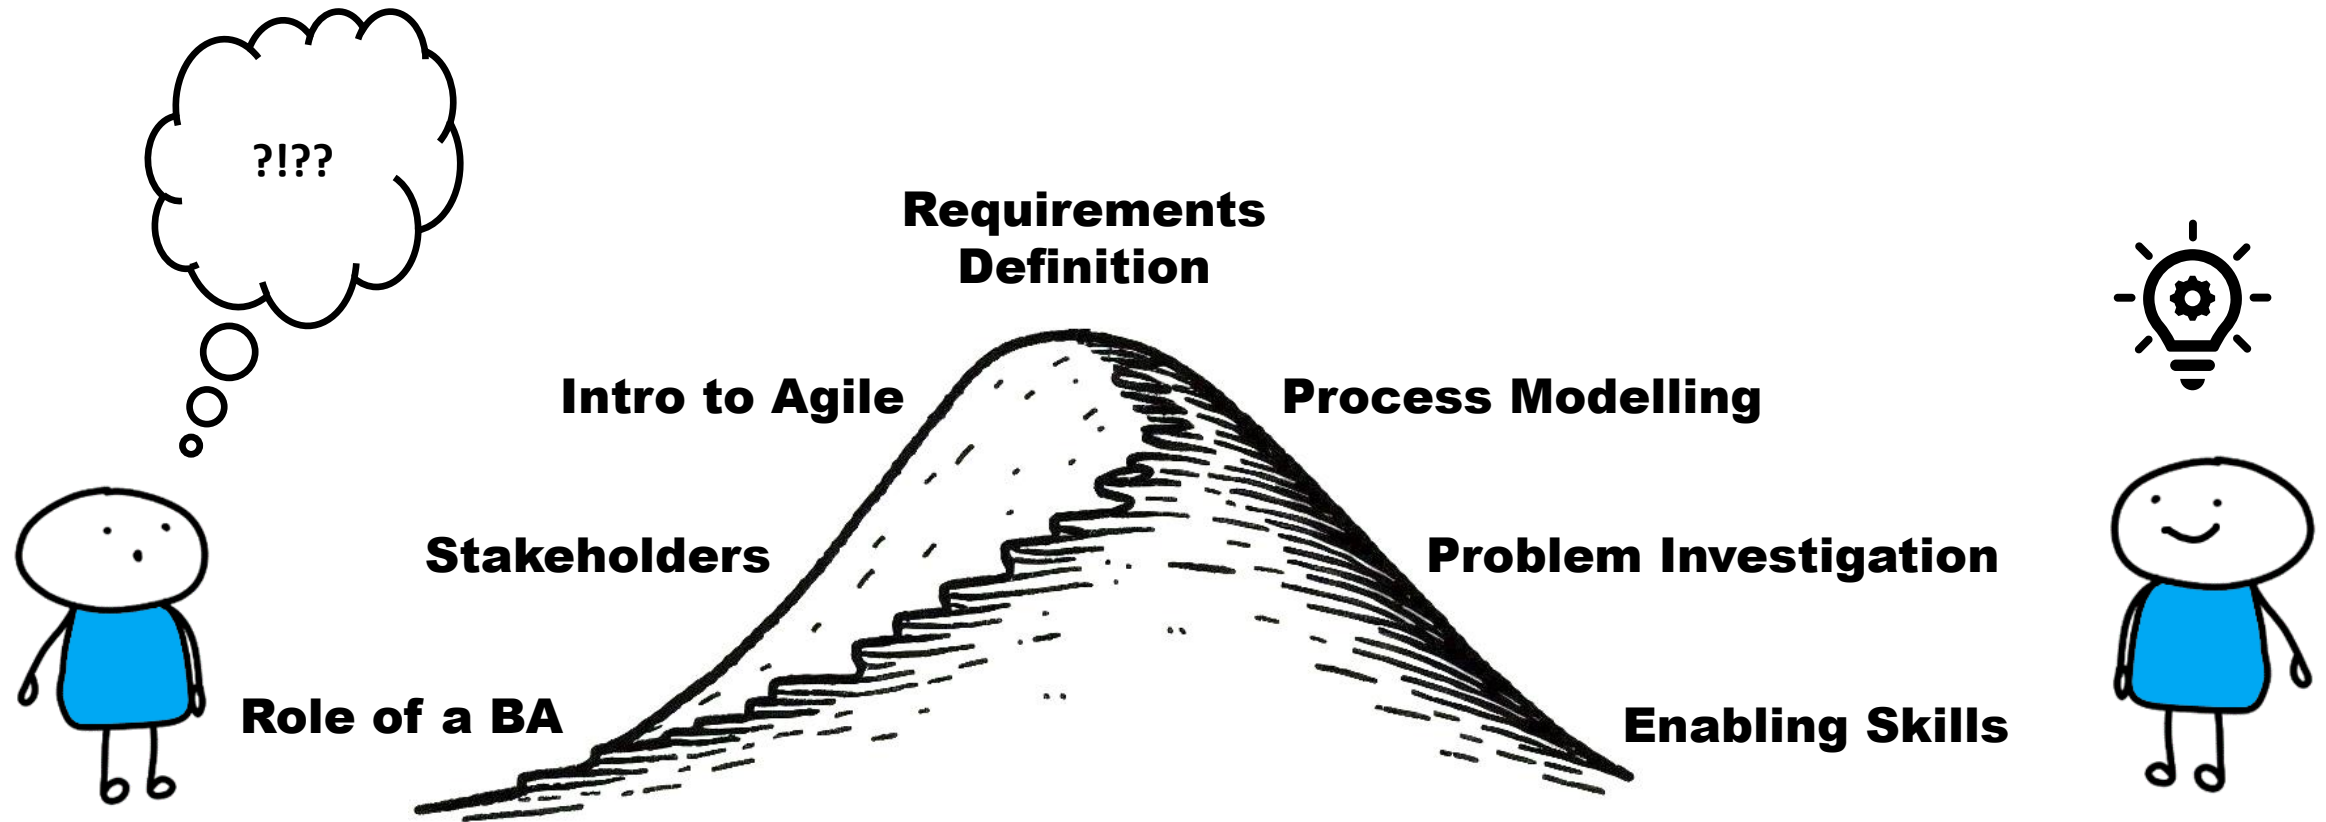 ?!??
Requirements
Definition
Intro to Agile
Process Modelling
Stakeholders
Problem Investigation
Role of a BA
Enabling Skills